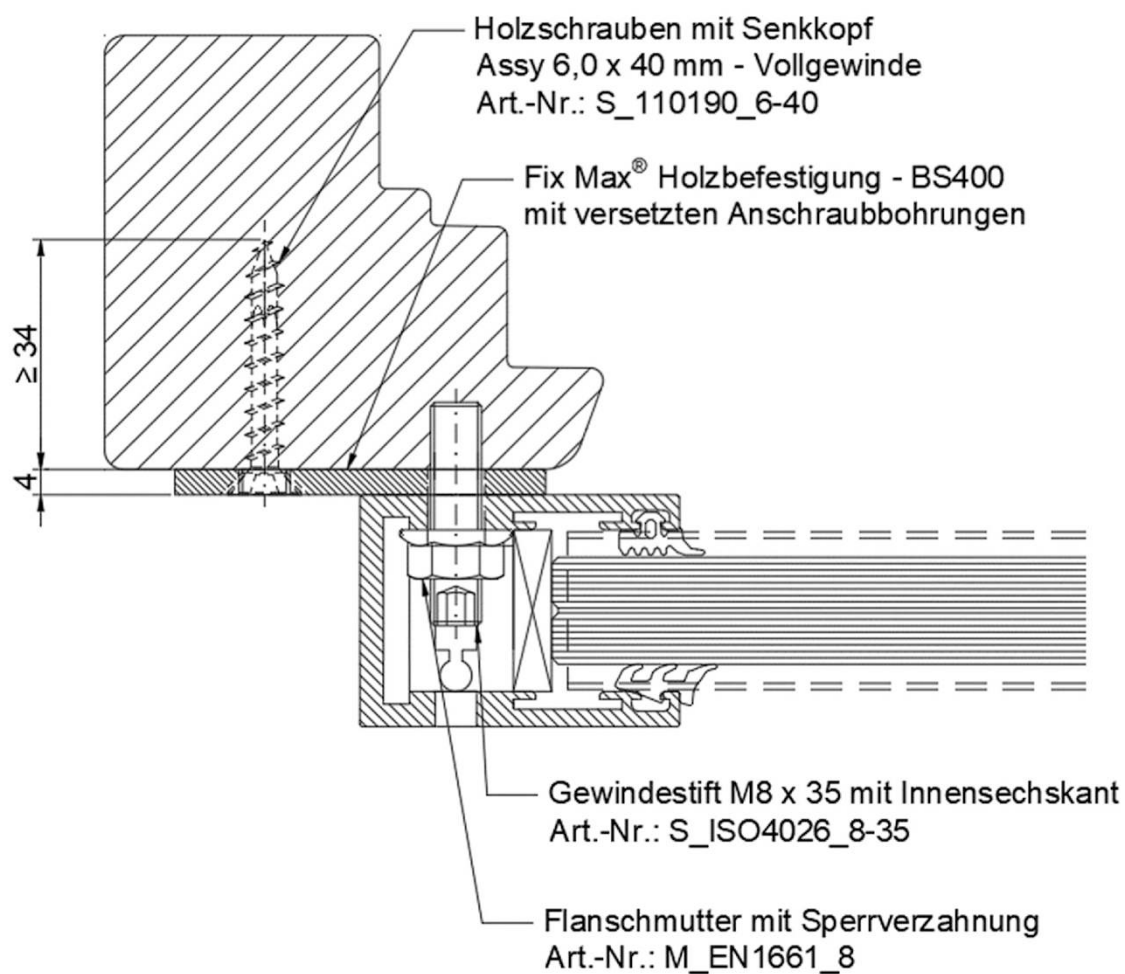 Holzschrauben mit Senkkopf
Assy 6,0 x 40 mm - Vollgewinde
Art.-Nr.: S_110190_6-40
Fix Max® Holzbefestigung - BS400
mit versetzten Anschraubbohrungen
≥ 34
4
Gewindestift M8 x 35 mit Innensechskant
Art.-Nr.: S_ISO4026_8-35
Flanschmutter mit Sperrverzahnung
Art.-Nr.: M_EN1661_8